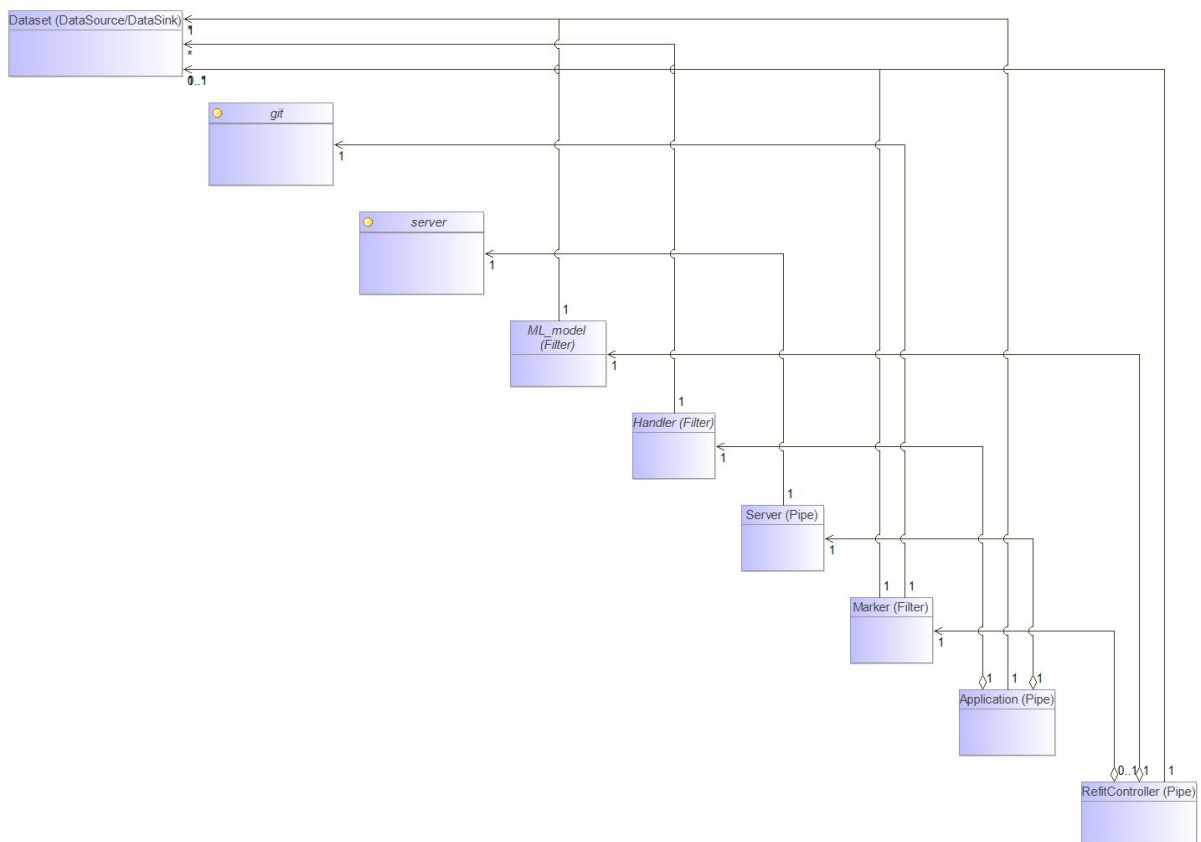 Dataset (DataSource/DataSink)
*
1
*
0..1
1
*
git
1
server
1
1
ML_model
(Filter)
1
1
Handler (Filter)
1
1
Server (Pipe)
1
1
1
Marker (Filter)
1
1
1
1
Application (Pipe)
0..1
1
1
RefitController (Pipe)